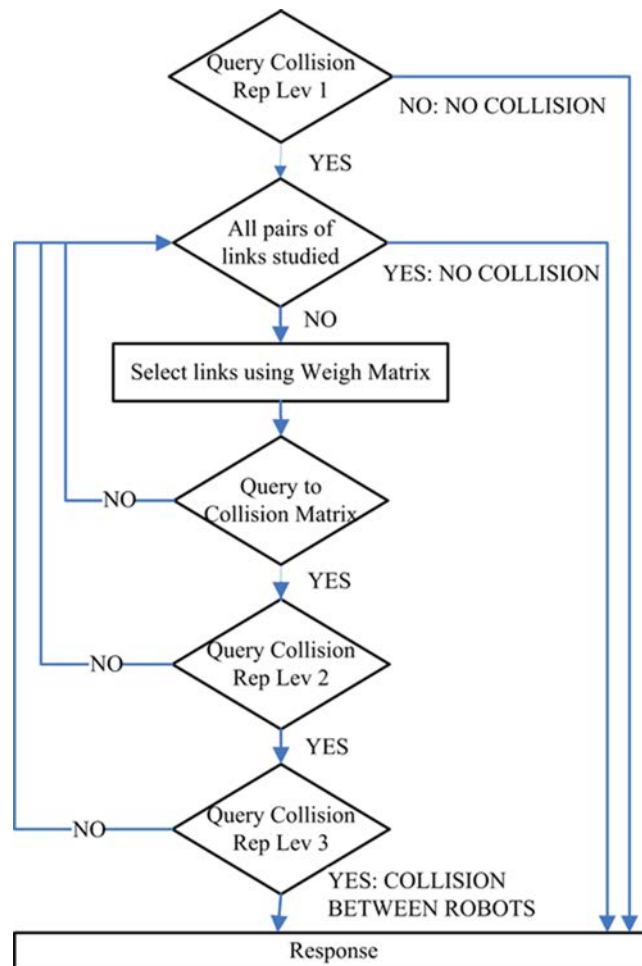 Query Collision
Rep Lev 1
NO: NO COLLISION
YES
All pairs of
links studied
YES: NO COLLISION
NO
Select links using Weigh Matrix
Query to
Collision Matrix
NO
YES
Query Collision
Rep Lev 2
NO
YES
Query Collision
Rep Lev 3
NO
YES: COLLISION
BETWEEN ROBOTS
Response